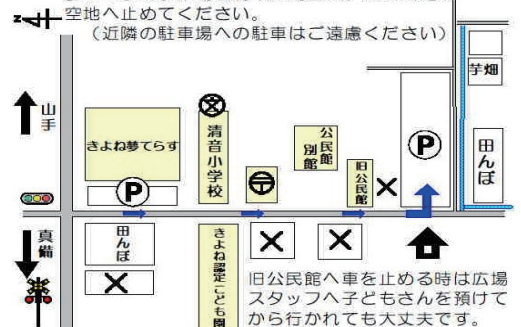 空地へ止めてください。
（近隣の駐車場への駐車はご遠慮ください）
z
芋畑
山手
きよね夢てらす
清音小学校
公民館
別館
旧公民館
P
田んぼ
P
真備
田んぼ
きよね認定こども園
旧公民館へ車を止める時は広場
スタッフへ子どもさんを預けて
から行かれても大丈夫です。